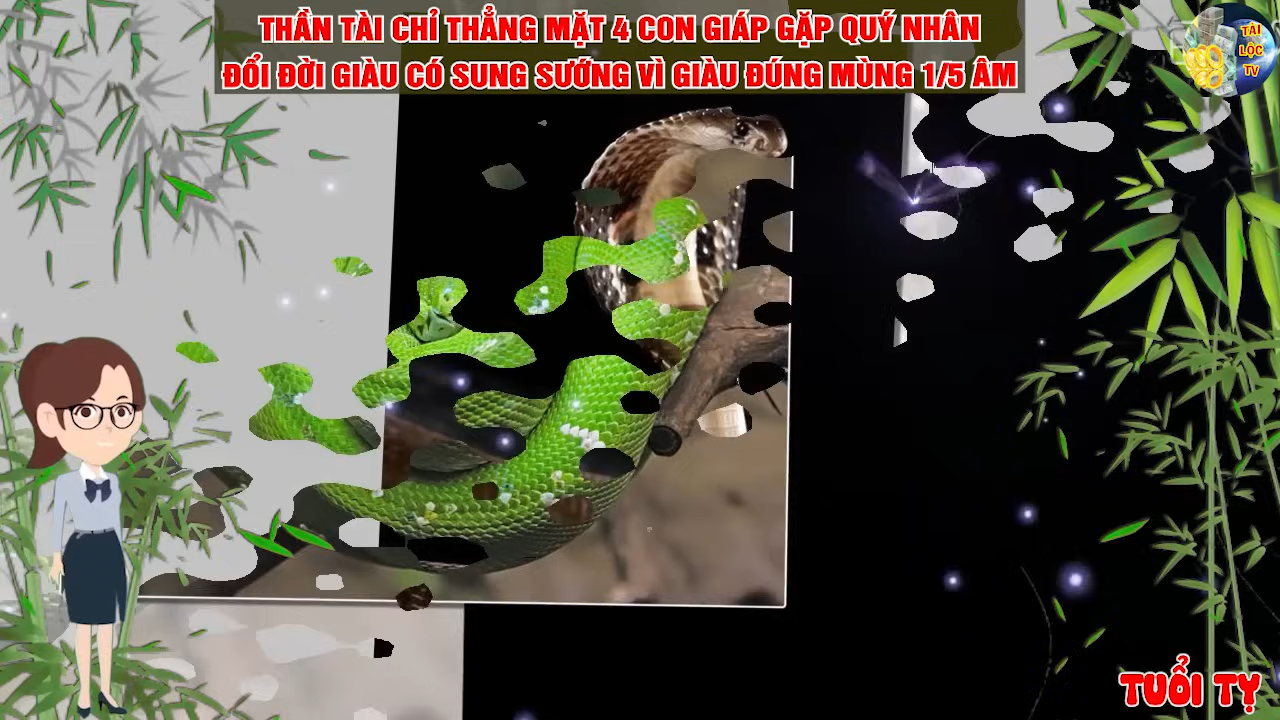 THẦN TÀI CHỈ THẲNG MẶT 4 CON GIÁP GẶP QUÝ NHÂN
ĐỔI ĐỜI GIÀU CÓ SUNG SƯỚNG VÌ GIÀU ĐÚNG MÙNG 1/5 ÂM
TÀI
LỘC
TV
TUỔI TỴ